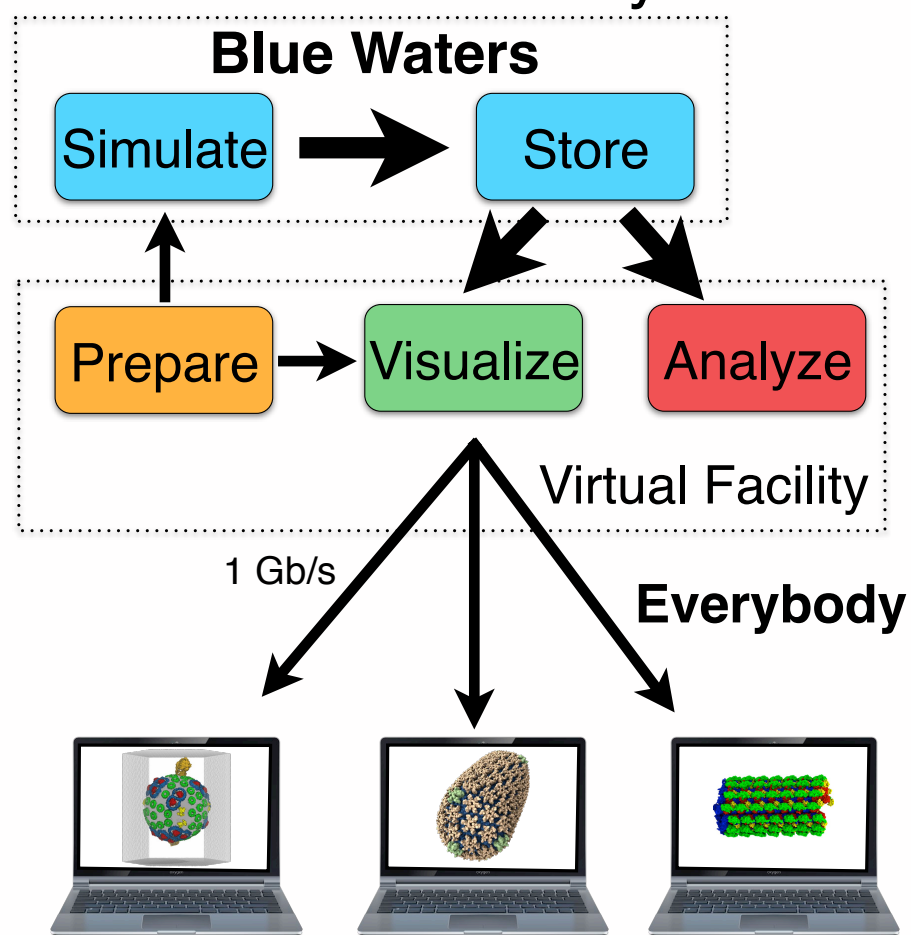 Blue Waters
Simulate
Store
Prepare
Visualize
Analyze
Virtual Facility
1 Gb/s
Everybody